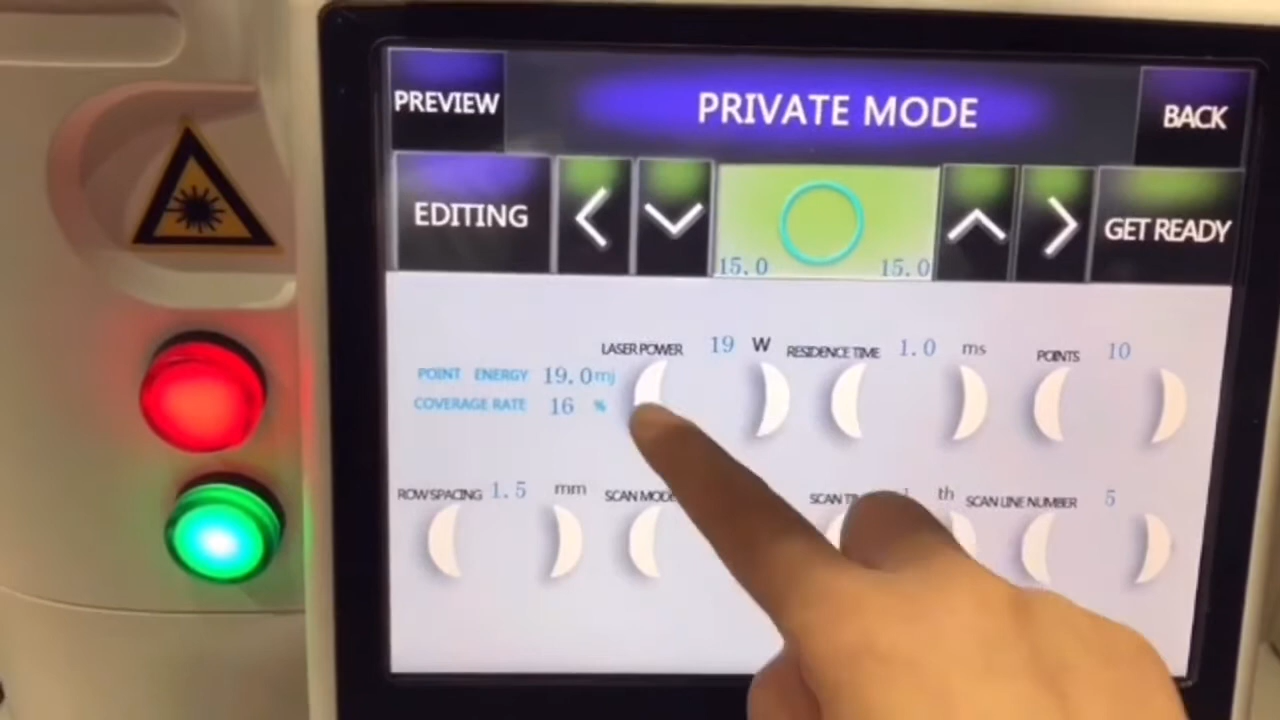 PREVIEW
PRIVATE MODE
BACK
EDITING
GET READY
15.0 15.0
LASER POWER 19 W RESIDENCE TIME 1.0 ms POINTS 10
POINT ENERGY 19.0 mj
COVERAGE RATE 16 %
ROW SPACING 1.5 mm SCAN MODE SCAN th SCAN LINE NUMBER 5